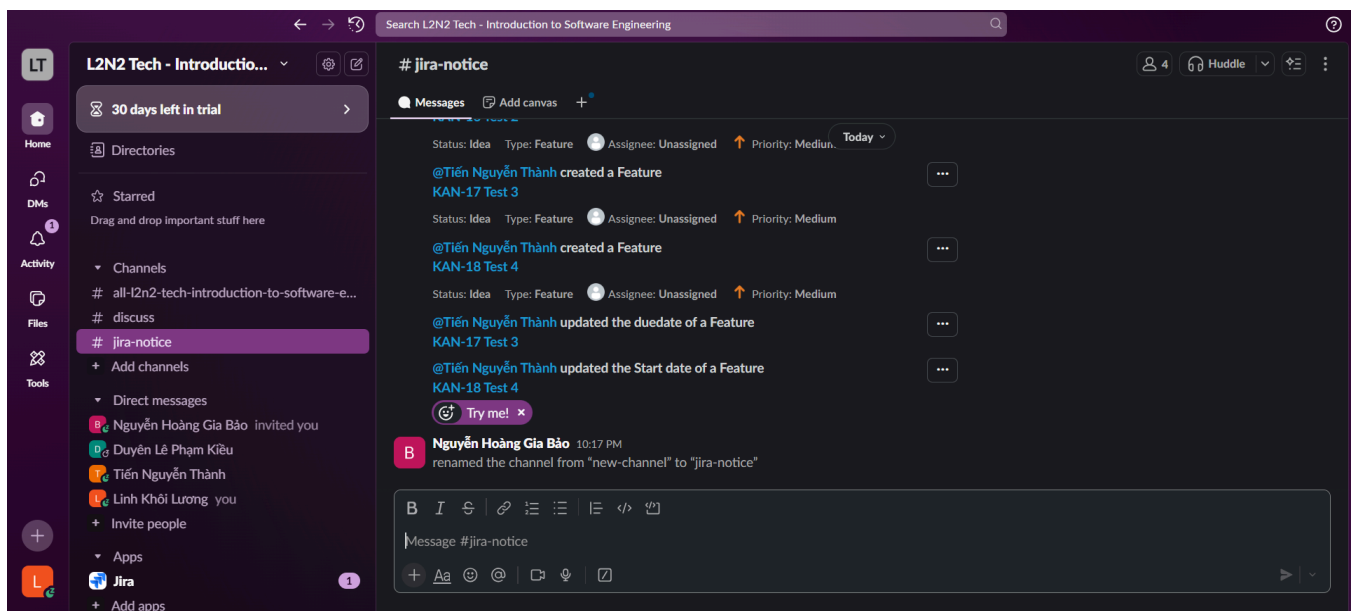 Search L2N2 Tech - Introduction to Software Engineering
LT
Home
DMs
1
Activity
Files
Tools
L
L2N2 Tech - Introductio...
30 days left in trial
Directories
Starred
Drag and drop important stuff here
Channels
# all-l2n2-tech-introduction-to-software-e...
# discuss
# jira-notice
+ Add channels
Direct messages
B Nguyễn Hoàng Gia Bảo invited you
D Duyên Lê Phạm Kiều
T Tiến Nguyễn Thành
L Linh Khôi Lương you
+ Invite people
Apps
Jira 1
+ Add apps
# jira-notice
4 Huddle
Messages Add canvas +
Today
Status: Idea Type: Feature Assignee: Unassigned Priority: Medium
@Tiến Nguyễn Thành created a Feature
KAN-17 Test 3
Status: Idea Type: Feature Assignee: Unassigned Priority: Medium
@Tiến Nguyễn Thành created a Feature
KAN-18 Test 4
Status: Idea Type: Feature Assignee: Unassigned Priority: Medium
@Tiến Nguyễn Thành updated the duedate of a Feature
KAN-17 Test 3
@Tiến Nguyễn Thành updated the Start date of a Feature
KAN-18 Test 4
Try me! ×
B Nguyễn Hoàng Gia Bảo 10:17 PM
renamed the channel from “new-channel” to “jira-notice”
B I S
Message #jira-notice
+ Aa @